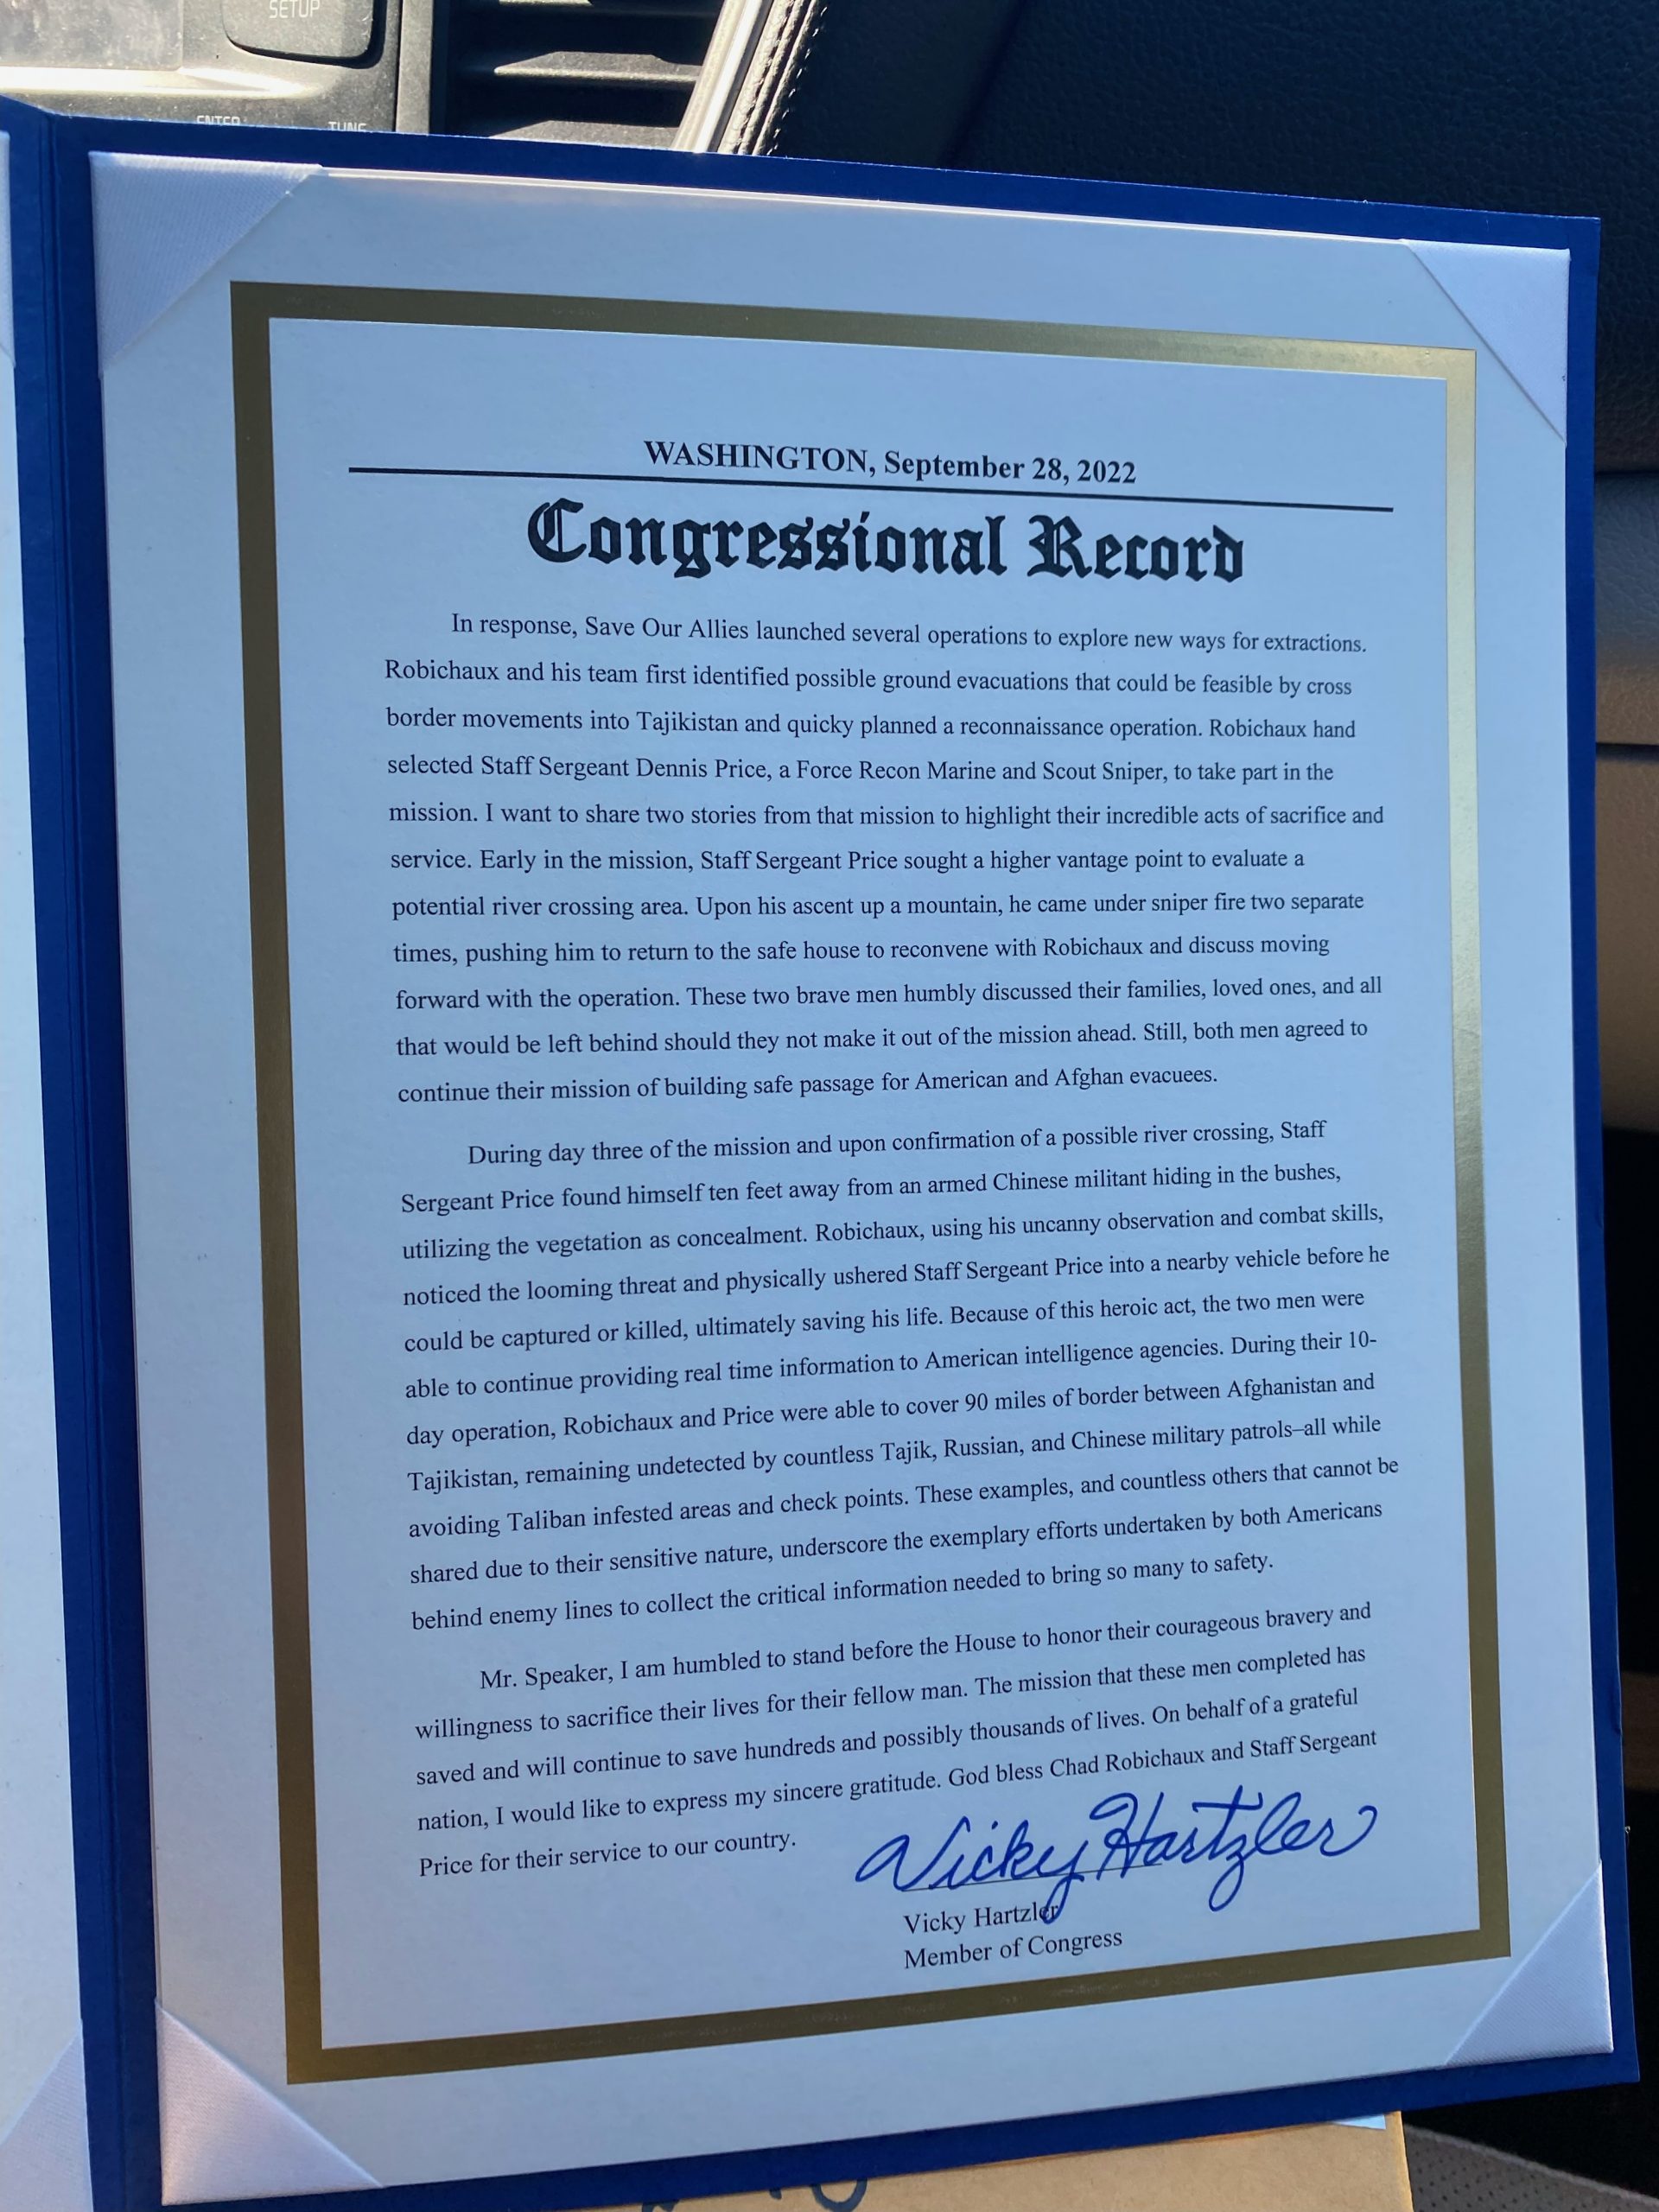 SETUP
ENTER
TUNE
WASHINGTON, September 28, 2022
Congressional Record
In response, Save Our Allies launched several operations to explore new ways for extractions.
Robichaux and his team first identified possible ground evacuations that could be feasible by cross
border movements into Tajikistan and quicky planned a reconnaissance operation. Robichaux hand
selected Staff Sergeant Dennis Price, a Force Recon Marine and Scout Sniper, to take part in the
mission. I want to share two stories from that mission to highlight their incredible acts of sacrifice and
service. Early in the mission, Staff Sergeant Price sought a higher vantage point to evaluate a
potential river crossing area. Upon his ascent up a mountain, he came under sniper fire two separate
times, pushing him to return to the safe house to reconvene with Robichaux and discuss moving
forward with the operation. These two brave men humbly discussed their families, loved ones, and all
that would be left behind should they not make it out of the mission ahead. Still, both men agreed to
continue their mission of building safe passage for American and Afghan evacuees.
During day three of the mission and upon confirmation of a possible river crossing, Staff
Sergeant Price found himself ten feet away from an armed Chinese militant hiding in the bushes,
utilizing the vegetation as concealment. Robichaux, using his uncanny observation and combat skills,
noticed the looming threat and physically ushered Staff Sergeant Price into a nearby vehicle before he
could be captured or killed, ultimately saving his life. Because of this heroic act, the two men were
able to continue providing real time information to American intelligence agencies. During their 10-
day operation, Robichaux and Price were able to cover 90 miles of border between Afghanistan and
Tajikistan, remaining undetected by countless Tajik, Russian, and Chinese military patrols–all while
avoiding Taliban infested areas and check points. These examples, and countless others that cannot be
shared due to their sensitive nature, underscore the exemplary efforts undertaken by both Americans
behind enemy lines to collect the critical information needed to bring so many to safety.
Mr. Speaker, I am humbled to stand before the House to honor their courageous bravery and
willingness to sacrifice their lives for their fellow man. The mission that these men completed has
saved and will continue to save hundreds and possibly thousands of lives. On behalf of a grateful
nation, I would like to express my sincere gratitude. God bless Chad Robichaux and Staff Sergeant
Price for their service to our country.
Vicky Hartzler
Vicky Hartzler
Member of Congress